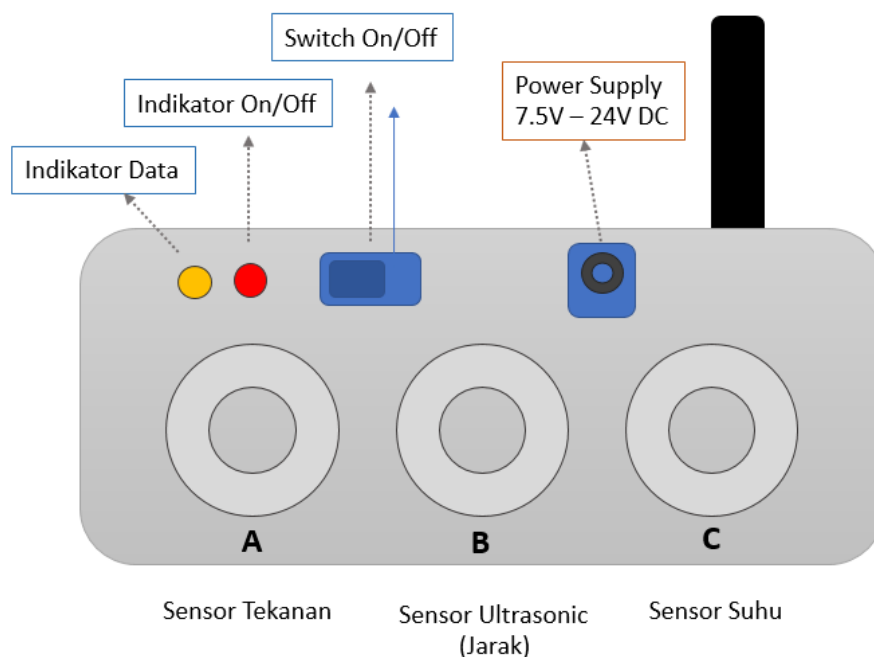 Switch On/Off
Indikator On/Off
Indikator Data
Power Supply
7.5V – 24V DC
A
B
C
Sensor Tekanan
Sensor Ultrasonic
(Jarak)
Sensor Suhu